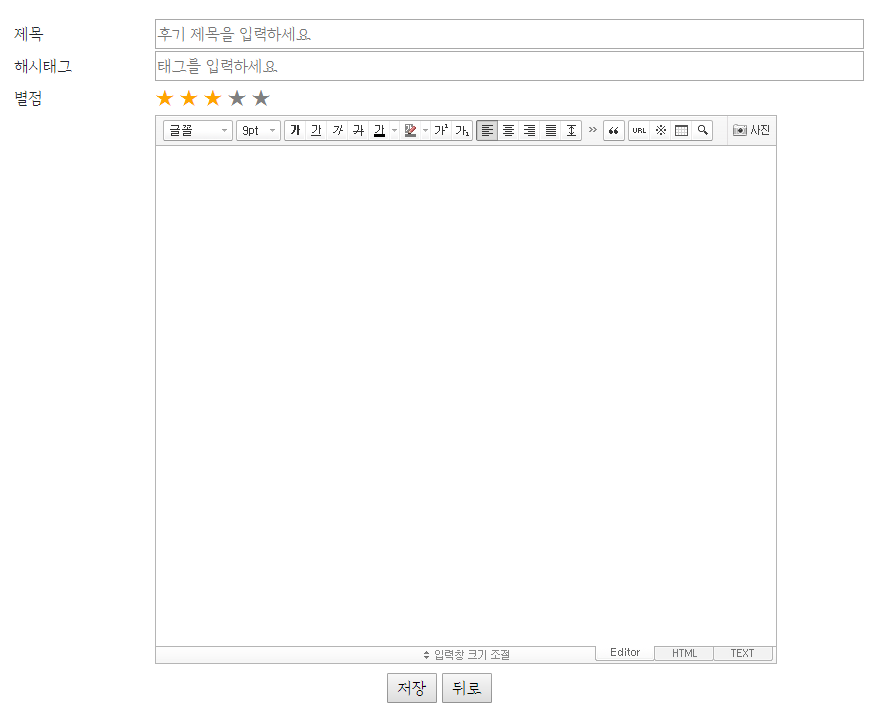 제목 후기 제목을 입력하세요
해시태그 태그를 입력하세요
별점 ★ ★ ★ ★ ★
글꼴 9pt 가 가 가 가 가 가¹ 가₁ » “ URL ※ 사진
입력창 크기 조절 Editor HTML TEXT
저장 뒤로